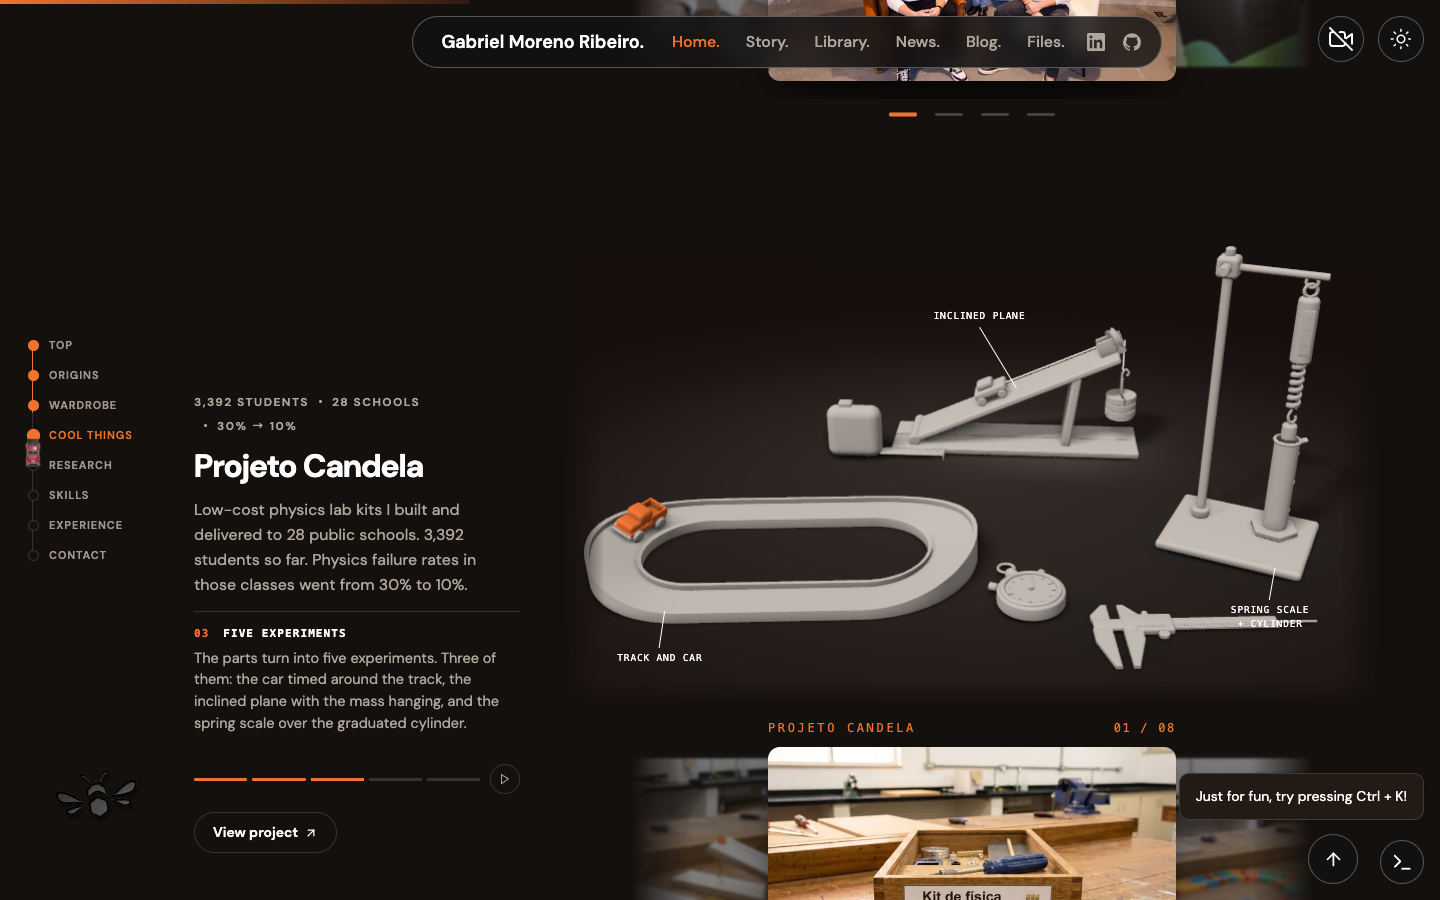 Gabriel Moreno Ribeiro.
Home.
Story.
Library.
News.
Blog.
Files.
INCLINED PLANE
TOP
ORIGINS
WARDROBE
COOL THINGS
RESEARCH
SKILLS
EXPERIENCE
CONTACT
3,392 STUDENTS • 28 SCHOOLS
• 30% → 10%
Projeto Candela
Low-cost physics lab kits I built and
delivered to 28 public schools. 3,392
students so far. Physics failure rates in
those classes went from 30% to 10%.
03 FIVE EXPERIMENTS
The parts turn into five experiments. Three of
them: the car timed around the track, the
inclined plane with the mass hanging, and the
spring scale over the graduated cylinder.
View project ↗
SPRING SCALE
+ CYLINDER
TRACK AND CAR
PROJETO CANDELA
01 / 08
Kit de física
Just for fun, try pressing Ctrl + K!